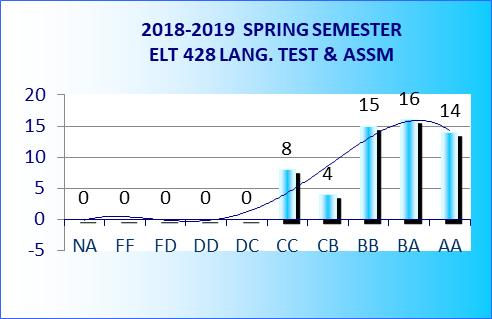 2018-2019 SPRING SEMESTER
ELT 428 LANG. TEST & ASSM
20
15
10
5
0
-5
0 0 0 0 0 8 4 15 16 14
NA FF FD DD DC CC CB BB BA AA